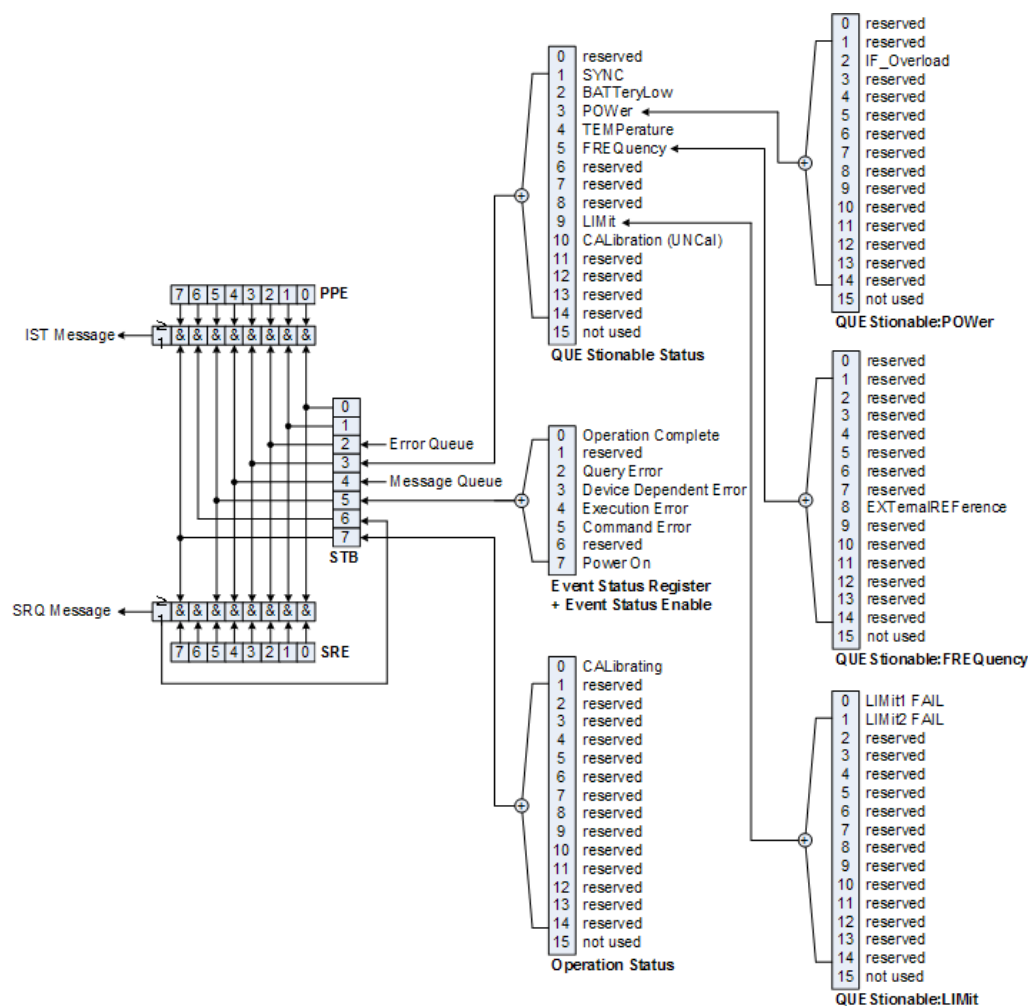 7 6 5 4 3 2 1 0 PPE
IST Message
≥1 & & & & & & & &
0
1
2 Error Queue
3
4 Message Queue
5
6
7
STB
SRQ Message
≥1 & & & & & & & &
7 6 5 4 3 2 1 0 SRE
+
0 reserved
1 SYNC
2 BATTeryLow
3 POWer
4 TEMPerature
5 FREQuency
6 reserved
7 reserved
8 reserved
9 LIMit
10 CALibration (UNCal)
11 reserved
12 reserved
13 reserved
14 reserved
15 not used
QUEStionable Status
+
0 Operation Complete
1 reserved
2 Query Error
3 Device Dependent Error
4 Execution Error
5 Command Error
6 reserved
7 Power On
Event Status Register
+ Event Status Enable
+
0 CALibrating
1 reserved
2 reserved
3 reserved
4 reserved
5 reserved
6 reserved
7 reserved
8 reserved
9 reserved
10 reserved
11 reserved
12 reserved
13 reserved
14 reserved
15 not used
Operation Status
+
0 reserved
1 reserved
2 IF_Overload
3 reserved
4 reserved
5 reserved
6 reserved
7 reserved
8 reserved
9 reserved
10 reserved
11 reserved
12 reserved
13 reserved
14 reserved
15 not used
QUEStionable:POWer
+
0 reserved
1 reserved
2 reserved
3 reserved
4 reserved
5 reserved
6 reserved
7 reserved
8 EXTernalREFerence
9 reserved
10 reserved
11 reserved
12 reserved
13 reserved
14 reserved
15 not used
QUEStionable:FREQuency
+
0 LIMit1 FAIL
1 LIMit2 FAIL
2 reserved
3 reserved
4 reserved
5 reserved
6 reserved
7 reserved
8 reserved
9 reserved
10 reserved
11 reserved
12 reserved
13 reserved
14 reserved
15 not used
QUEStionable:LIMit